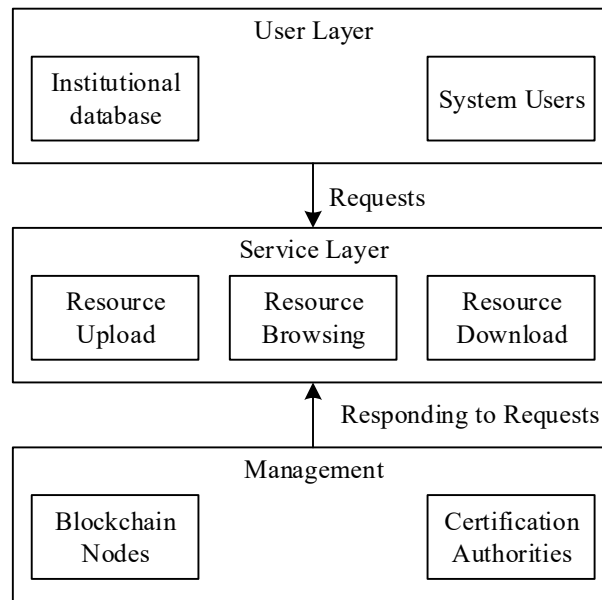 User Layer
Institutional
database
System Users
Requests
Service Layer
Resource
Upload
Resource
Browsing
Resource
Download
Responding to Requests
Management
Blockchain
Nodes
Certification
Authorities